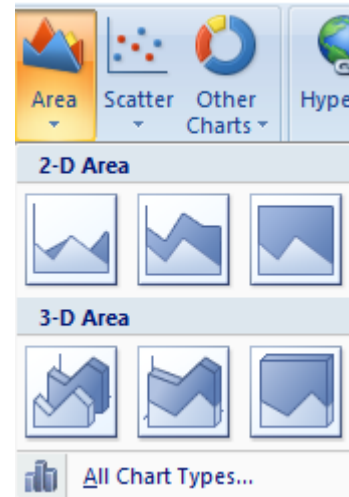 Area Scatter Other Charts Hype
2-D Area
3-D Area
All Chart Types...